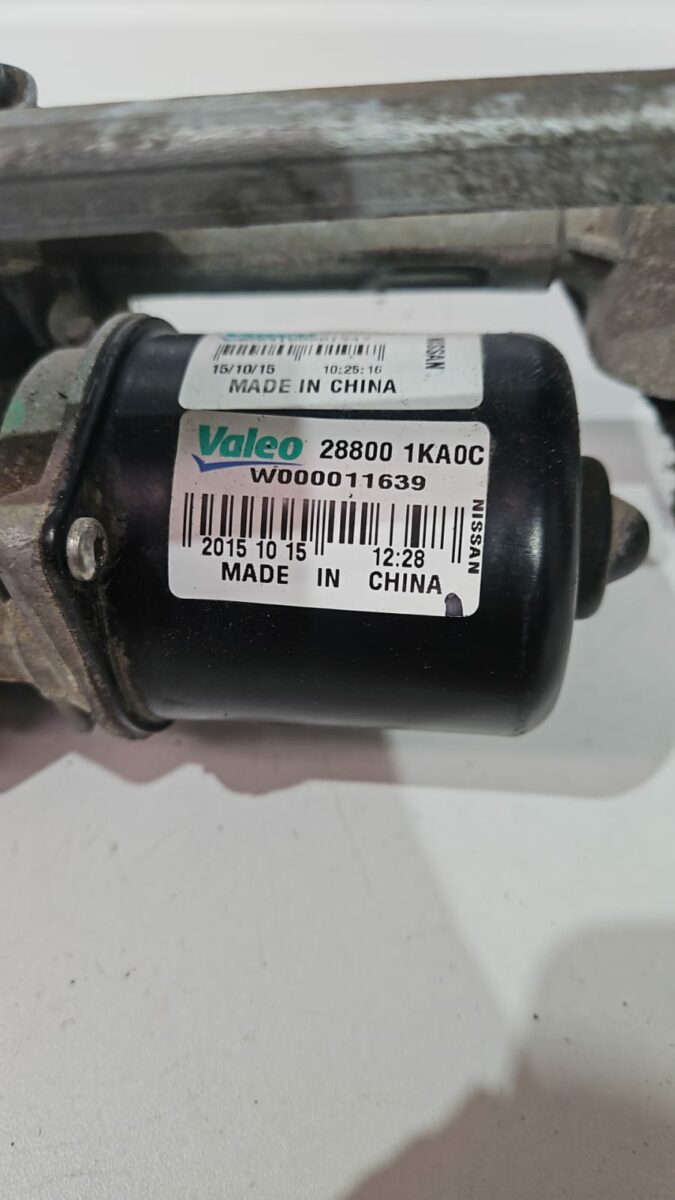 NISSAN
15/10/15 10:25:16
MADE IN CHINA
Valeo 28800 1KA0C
W000011639
NISSAN
2015 10 15 12:28
MADE IN CHINA